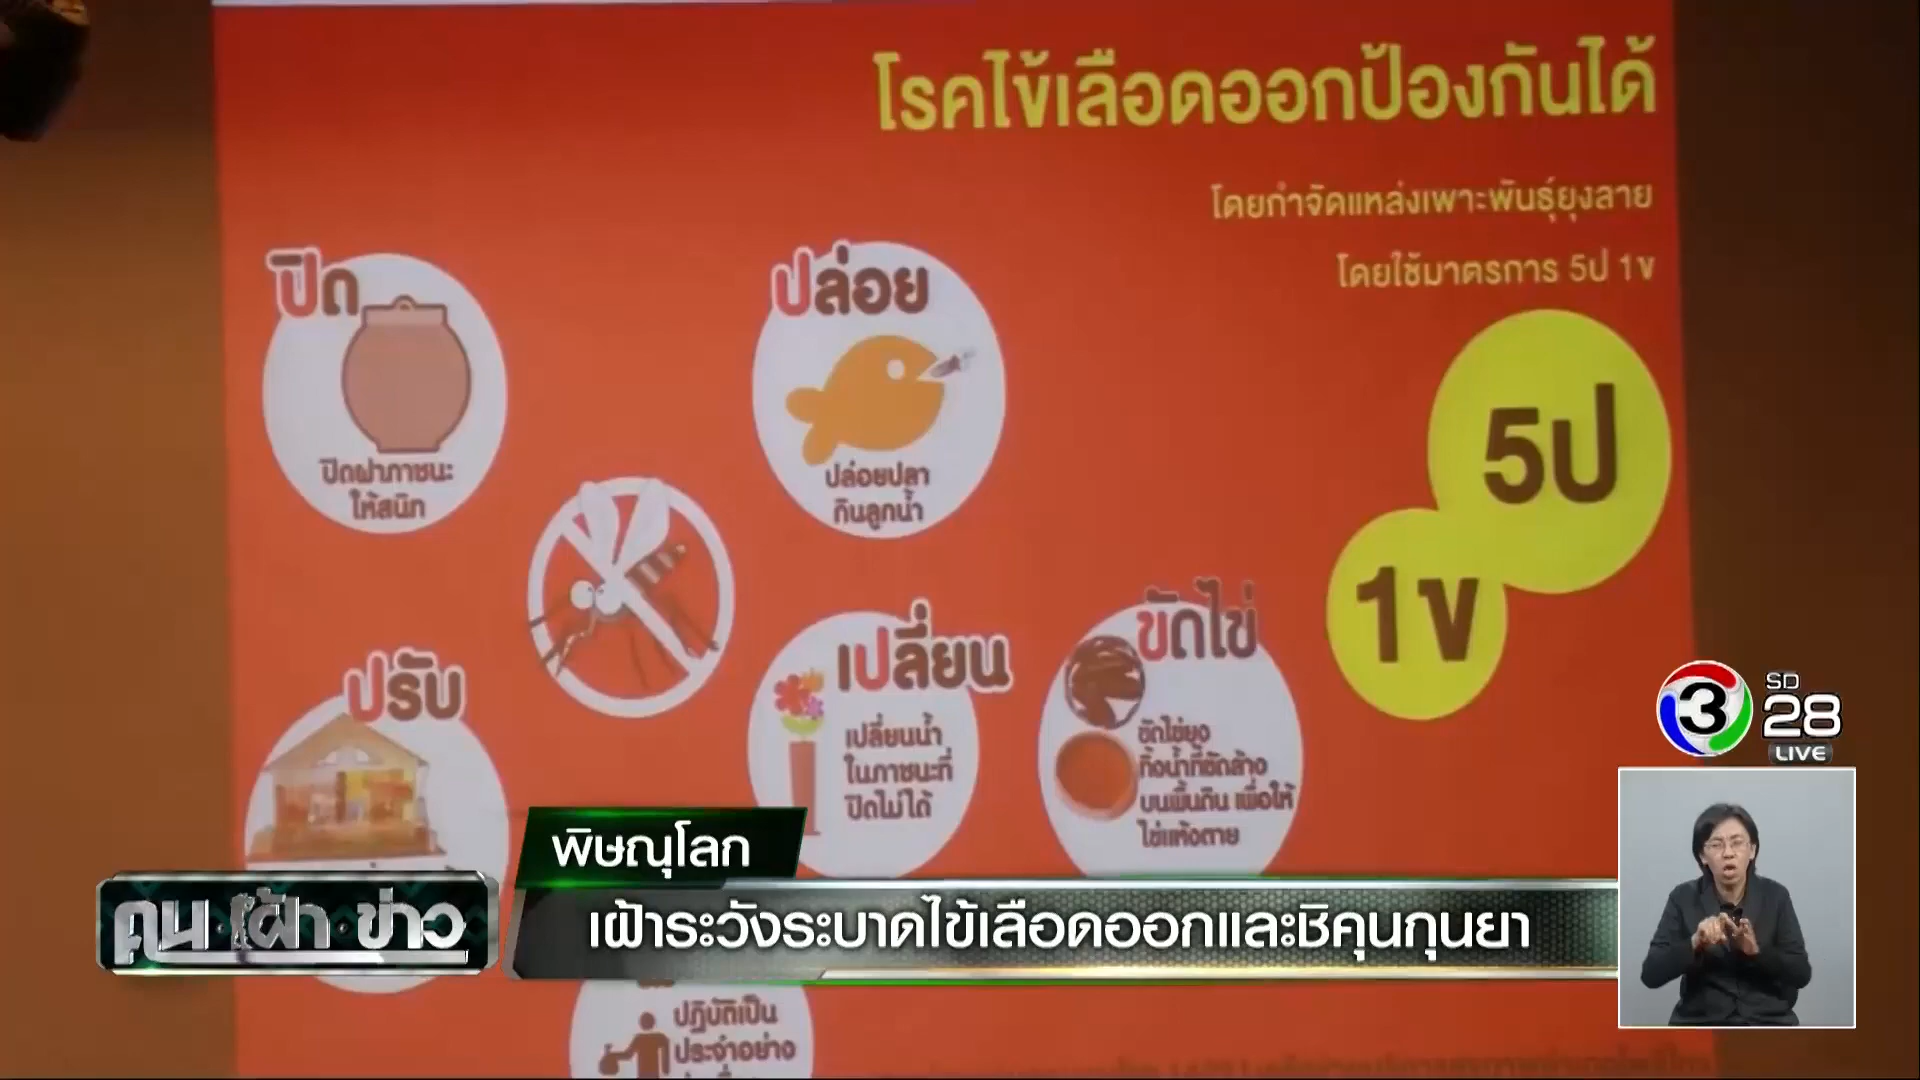 โรคไข้เลือดออกป้องกันได้
โดยกำจัดแหล่งเพาะพันธุ์ยุงลาย
โดยใช้มาตรการ 5ป 1ข
ปิด
ปิดฝาภาชนะ
ให้สนิท
ปล่อย
ปล่อยปลา
กินลูกน้ำ
5ป
1ข
ปรับ
เปลี่ยน
เปลี่ยนน้ำ
ในภาชนะที่
ปิดไม่ได้
ขัดไข่
ขัดไข่ยุง
ทิ้งน้ำที่ขัดล้าง
บนพื้นดิน เพื่อให้
ไข่แห้งตาย
3
SD
28
LIVE
พิษณุโลก
คน·เฝ้า·ข่าว
เฝ้าระวังระบาดไข้เลือดออกและชิคุนกุนยา
ปฏิบัติเป็น
ประจำอย่าง